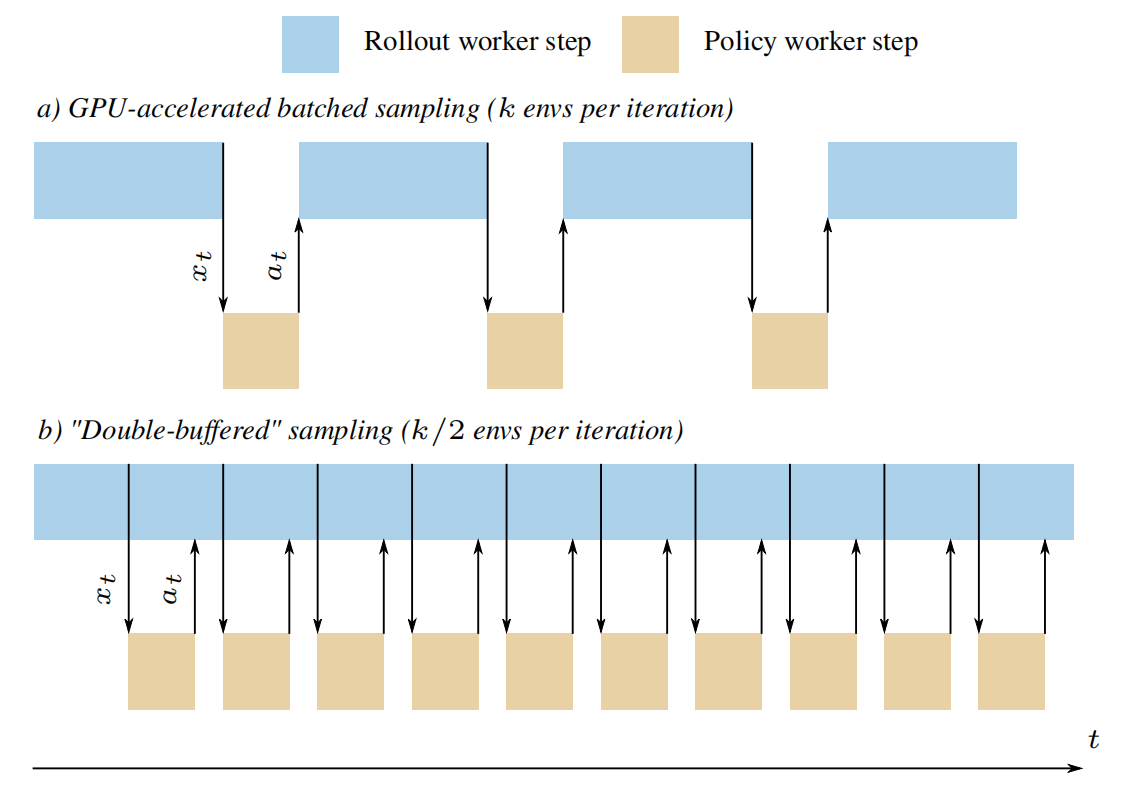 Rollout worker step Policy worker step
a) GPU-accelerated batched sampling (k envs per iteration)
x_t a_t
b) "Double-buffered" sampling (k/2 envs per iteration)
x_t a_t
t